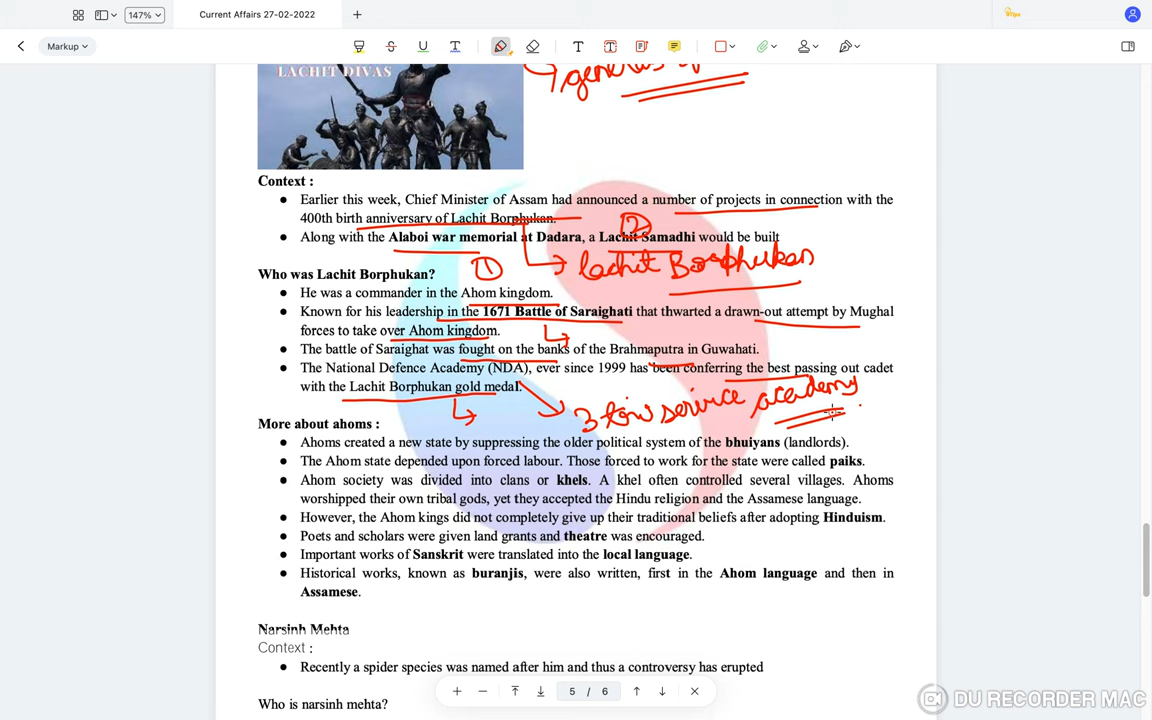 147%
Current Affairs 27-02-2022
Markup
LACHIT DIVAS
Context :
Earlier this week, Chief Minister of Assam had announced a number of projects in connection with the
400th birth anniversary of Lachit Borphukan.
Along with the Alaboi war memorial at Dadara, a Lachit Samadhi would be built
① ②
lachit Borphukan
Who was Lachit Borphukan?
He was a commander in the Ahom kingdom.
Known for his leadership in the 1671 Battle of Saraighati that thwarted a drawn-out attempt by Mughal
forces to take over Ahom kingdom.
The battle of Saraighat was fought on the banks of the Brahmaputra in Guwahati.
The National Defence Academy (NDA), ever since 1999 has been conferring the best passing out cadet
with the Lachit Borphukan gold medal.
3 service academy
More about ahoms :
Ahoms created a new state by suppressing the older political system of the bhuiyans (landlords).
The Ahom state depended upon forced labour. Those forced to work for the state were called paiks.
Ahom society was divided into clans or khels. A khel often controlled several villages. Ahoms
worshipped their own tribal gods, yet they accepted the Hindu religion and the Assamese language.
However, the Ahom kings did not completely give up their traditional beliefs after adopting Hinduism.
Poets and scholars were given land grants and theatre was encouraged.
Important works of Sanskrit were translated into the local language.
Historical works, known as buranjis, were also written, first in the Ahom language and then in
Assamese.
Narsinh Mehta
Context :
Recently a spider species was named after him and thus a controversy has erupted
Who is narsinh mehta?
5 / 6
DU RECORDER MAC